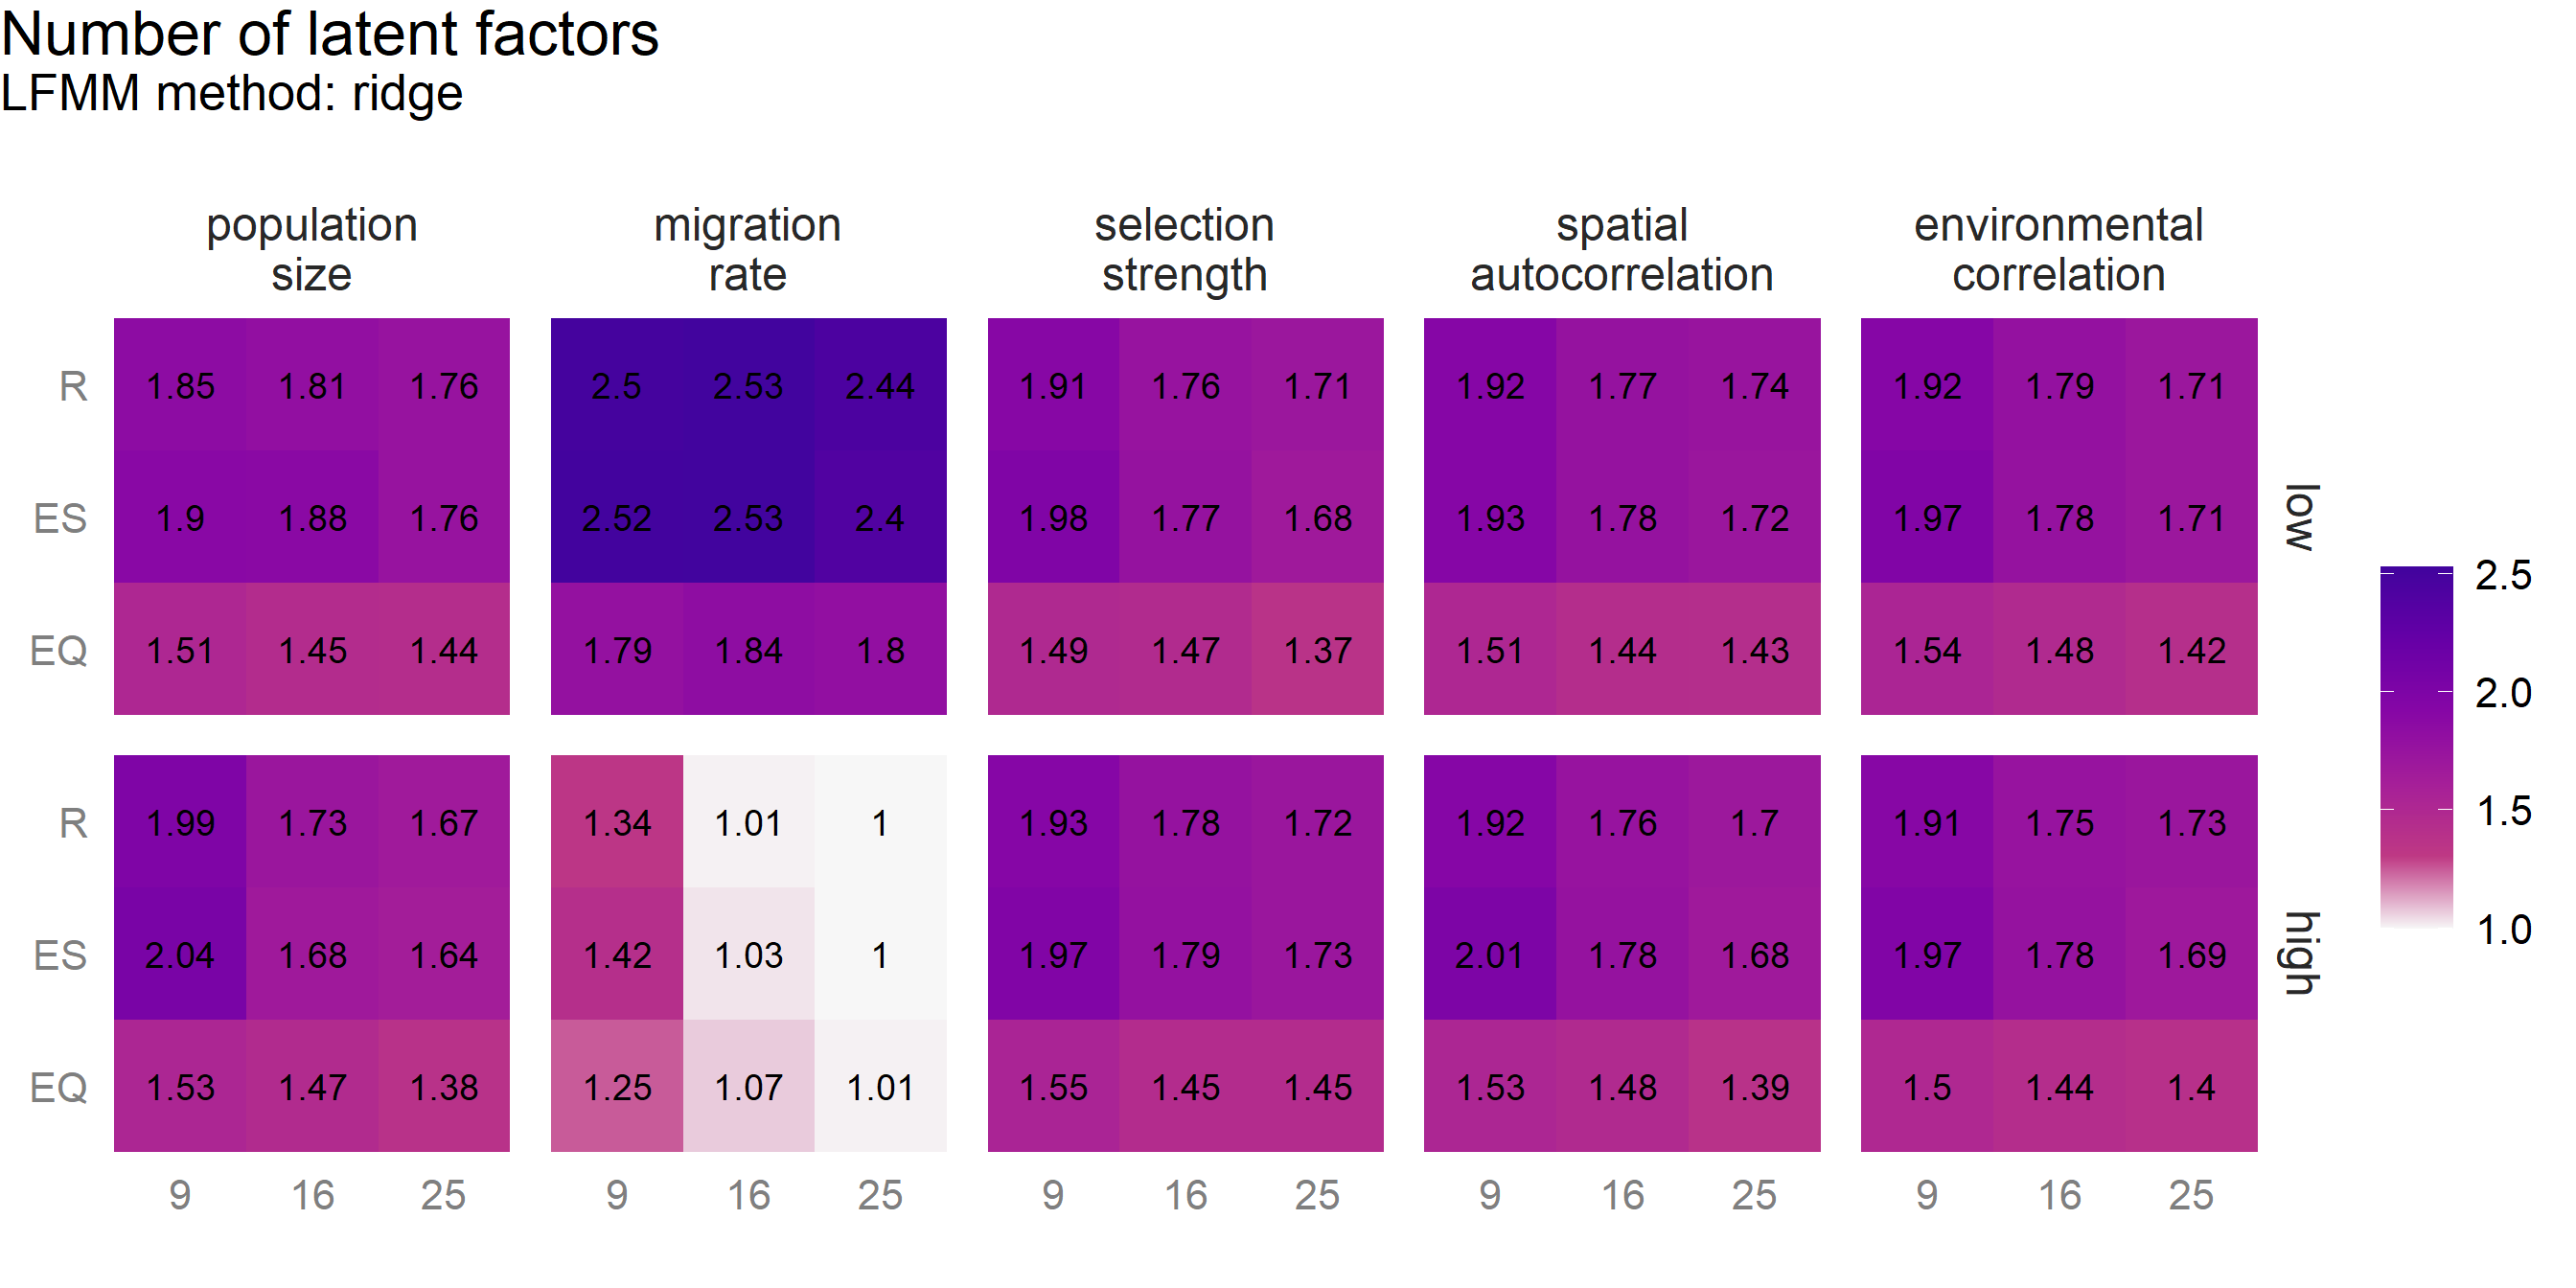 Number of latent factors
LFMM method: ridge
population size
migration rate
selection strength
spatial autocorrelation
environmental correlation
R 1.85 1.81 1.76 2.5 2.53 2.44 1.91 1.76 1.71 1.92 1.77 1.74 1.92 1.79 1.71
ES 1.9 1.88 1.76 2.52 2.53 2.4 1.98 1.77 1.68 1.93 1.78 1.72 1.97 1.78 1.71
EQ 1.51 1.45 1.44 1.79 1.84 1.8 1.49 1.47 1.37 1.51 1.44 1.43 1.54 1.48 1.42
low
R 1.99 1.73 1.67 1.34 1.01 1 1.93 1.78 1.72 1.92 1.76 1.7 1.91 1.75 1.73
ES 2.04 1.68 1.64 1.42 1.03 1 1.97 1.79 1.73 2.01 1.78 1.68 1.97 1.78 1.69
EQ 1.53 1.47 1.38 1.25 1.07 1.01 1.55 1.45 1.45 1.53 1.48 1.39 1.5 1.44 1.4
high
9 16 25 9 16 25 9 16 25 9 16 25 9 16 25
2.5
2.0
1.5
1.0